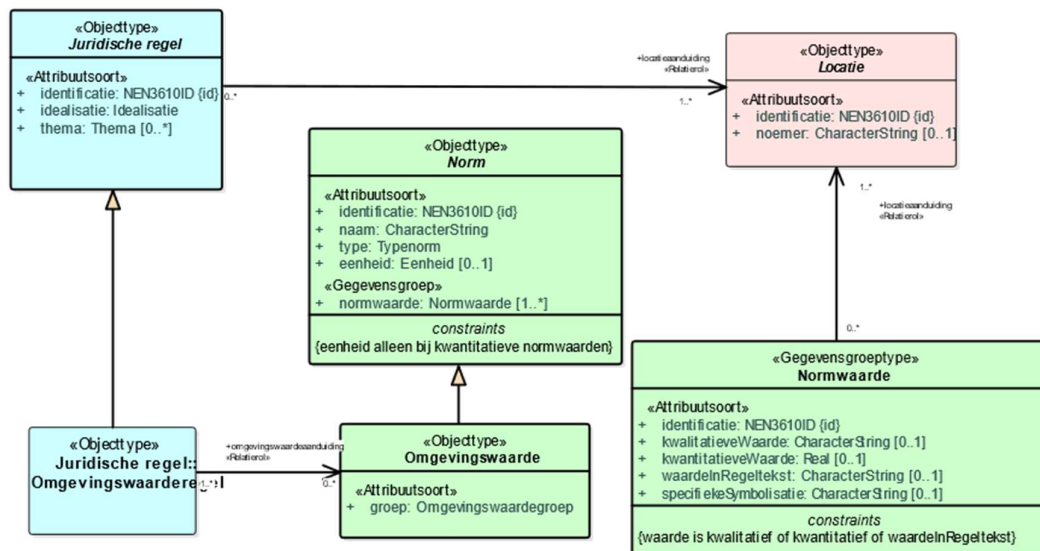 «Objecttype»
Juridische regel
«Attribuutsoort»
+ identificatie: NEN3610ID {id}
+ idealisatie: Idealisatie
+ thema: Thema [0..*]
0..*
+locatieaanduiding
«Relatierol»
1..*
«Objecttype»
Locatie
«Attribuutsoort»
+ identificatie: NEN3610ID {id}
+ noemer: CharacterString [0..1]
«Objecttype»
Norm
«Attribuutsoort»
+ identificatie: NEN3610ID {id}
+ naam: CharacterString
+ type: Typenorm
+ eenheid: Eenheid [0..1]
«Gegevensgroep»
+ normwaarde: Normwaarde [1..*]
constraints
{eenheid alleen bij kwantitatieve normwaarden}
1..*
+locatieaanduiding
«Relatierol»
0..*
«Gegevensgroeptype»
Normwaarde
«Attribuutsoort»
+ identificatie: NEN3610ID {id}
+ kwalitatieveWaarde: CharacterString [0..1]
+ kwantitatieveWaarde: Real [0..1]
+ waardeInRegeltekst: CharacterString [0..1]
+ specifiekeSymbolisatie: CharacterString [0..1]
constraints
{waarde is kwalitatief of kwantitatief of waardeInRegeltekst}
«Objecttype»
Juridische regel::
Omgevingswaarderegel
1..*
+omgevingswaardeaanduiding
«Relatierol»
0..*
«Objecttype»
Omgevingswaarde
«Attribuutsoort»
+ groep: Omgevingswaardegroep